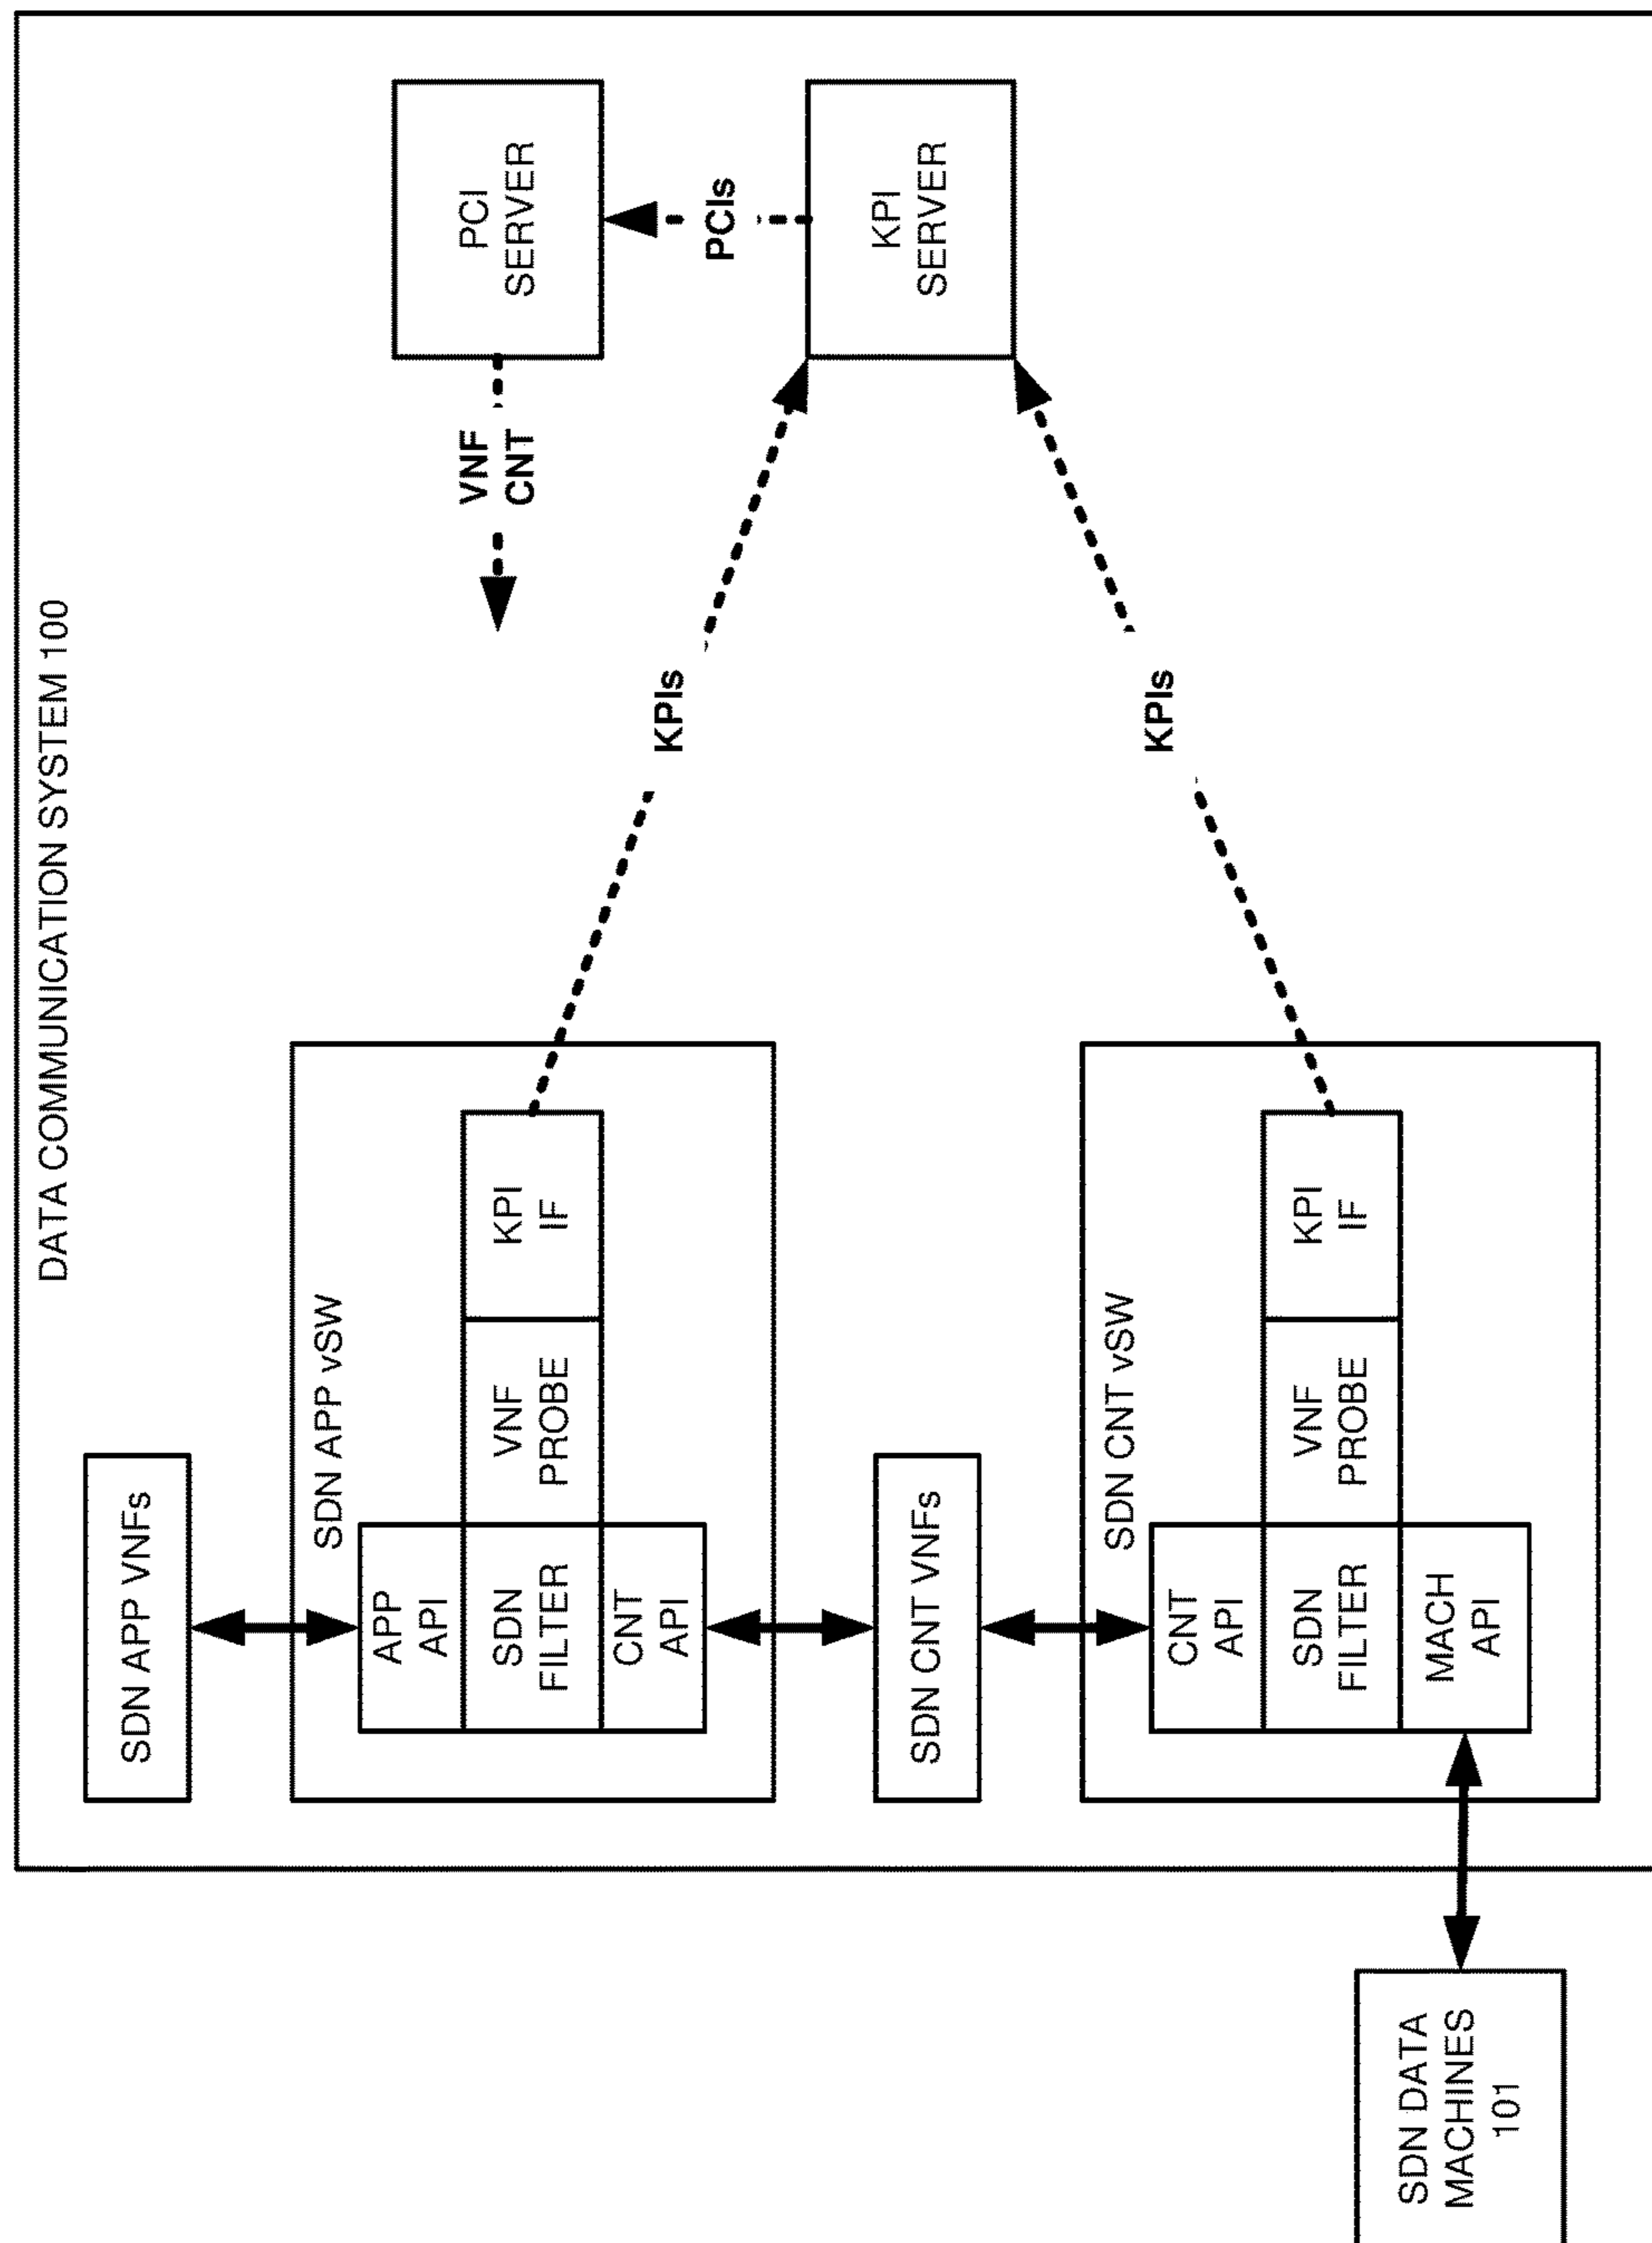 DATA COMMUNICATION SYSTEM 100
SDN APP VNFs
SDN APP vSW
APP
API
SDN
FILTER
CNT
API
VNF
PROBE
KPI
IF
KPIs
VNF
CNT
PCI
SERVER
PCIs
KPI
SERVER
SDN CNT VNFs
SDN CNT vSW
CNT
API
SDN
FILTER
MACH
API
VNF
PROBE
KPI
IF
KPIs
SDN DATA
MACHINES
101